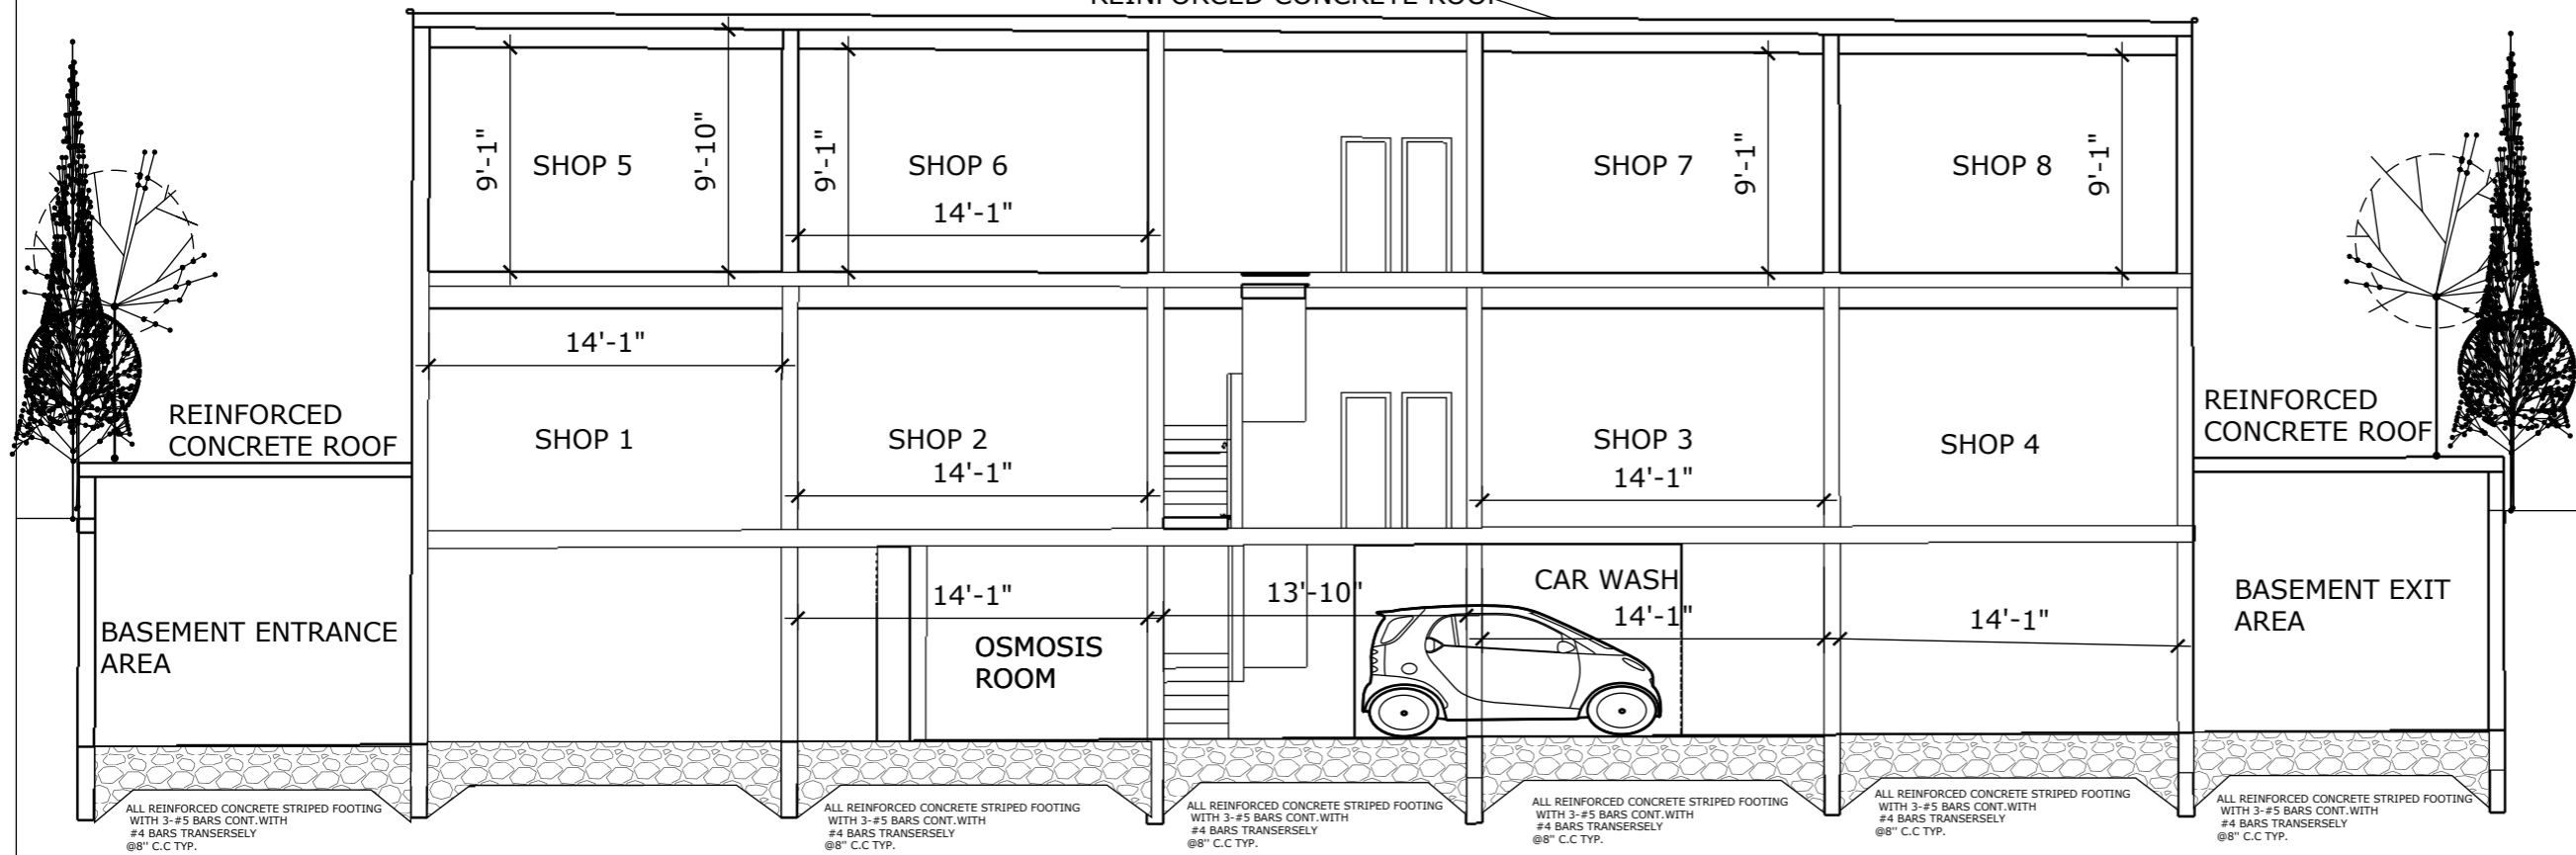 REINFORCED CONCRETE ROOF
9'-1"
SHOP 5
9'-10"
9'-1"
SHOP 6
14'-1"
SHOP 7
9'-1"
SHOP 8
9'-1"
14'-1"
REINFORCED
CONCRETE ROOF
SHOP 1
SHOP 2
14'-1"
SHOP 3
14'-1"
SHOP 4
REINFORCED
CONCRETE ROOF
BASEMENT ENTRANCE
AREA
14'-1"
OSMOSIS
ROOM
13'-10"
CAR WASH
14'-1"
14'-1"
BASEMENT EXIT
AREA
ALL REINFORCED CONCRETE STRIPED FOOTING
WITH 3-#5 BARS CONT.WITH
#4 BARS TRANSERSELY
@8" C.C TYP.
ALL REINFORCED CONCRETE STRIPED FOOTING
WITH 3-#5 BARS CONT.WITH
#4 BARS TRANSERSELY
@8" C.C TYP.
ALL REINFORCED CONCRETE STRIPED FOOTING
WITH 3-#5 BARS CONT.WITH
#4 BARS TRANSERSELY
@8" C.C TYP.
ALL REINFORCED CONCRETE STRIPED FOOTING
WITH 3-#5 BARS CONT.WITH
#4 BARS TRANSERSELY
@8" C.C TYP.
ALL REINFORCED CONCRETE STRIPED FOOTING
WITH 3-#5 BARS CONT.WITH
#4 BARS TRANSERSELY
@8" C.C TYP.
ALL REINFORCED CONCRETE STRIPED FOOTING
WITH 3-#5 BARS CONT.WITH
#4 BARS TRANSERSELY
@8" C.C TYP.